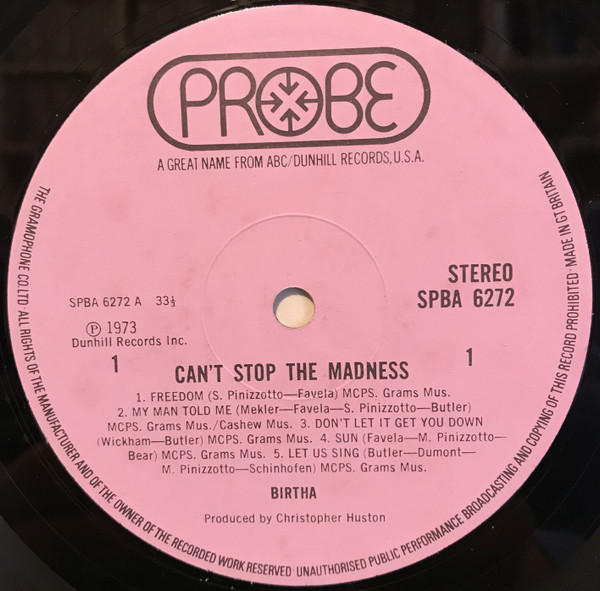 PROBE
A GREAT NAME FROM ABC/DUNHILL RECORDS, U.S.A.
STEREO
SPBA 6272
SPBA 6272 A 33⅓
Ⓟ 1973
Dunhill Records Inc.
1
1
CAN'T STOP THE MADNESS
1. FREEDOM (S. Pinizzotto—Favela) MCPS. Grams Mus.
2. MY MAN TOLD ME (Mekler—Favela—S. Pinizzotto—Butler)
MCPS. Grams Mus./Cashew Mus. 3. DON'T LET IT GET YOU DOWN
(Wickham—Butler) MCPS. Grams Mus. 4. SUN (Favela—M. Pinizzotto—
Bear) MCPS. Grams Mus. 5. LET US SING (Butler—Dumont—
M. Pinizzotto—Schinhofen) MCPS. Grams Mus.
BIRTHA
Produced by Christopher Huston
THE GRAMOPHONE CO. LTD. ALL RIGHTS OF THE MANUFACTURER AND OF THE OWNER OF THE RECORDED WORK RESERVED · UNAUTHORISED PUBLIC PERFORMANCE BROADCASTING AND COPYING OF THIS RECORD PROHIBITED · MADE IN GT BRITAIN